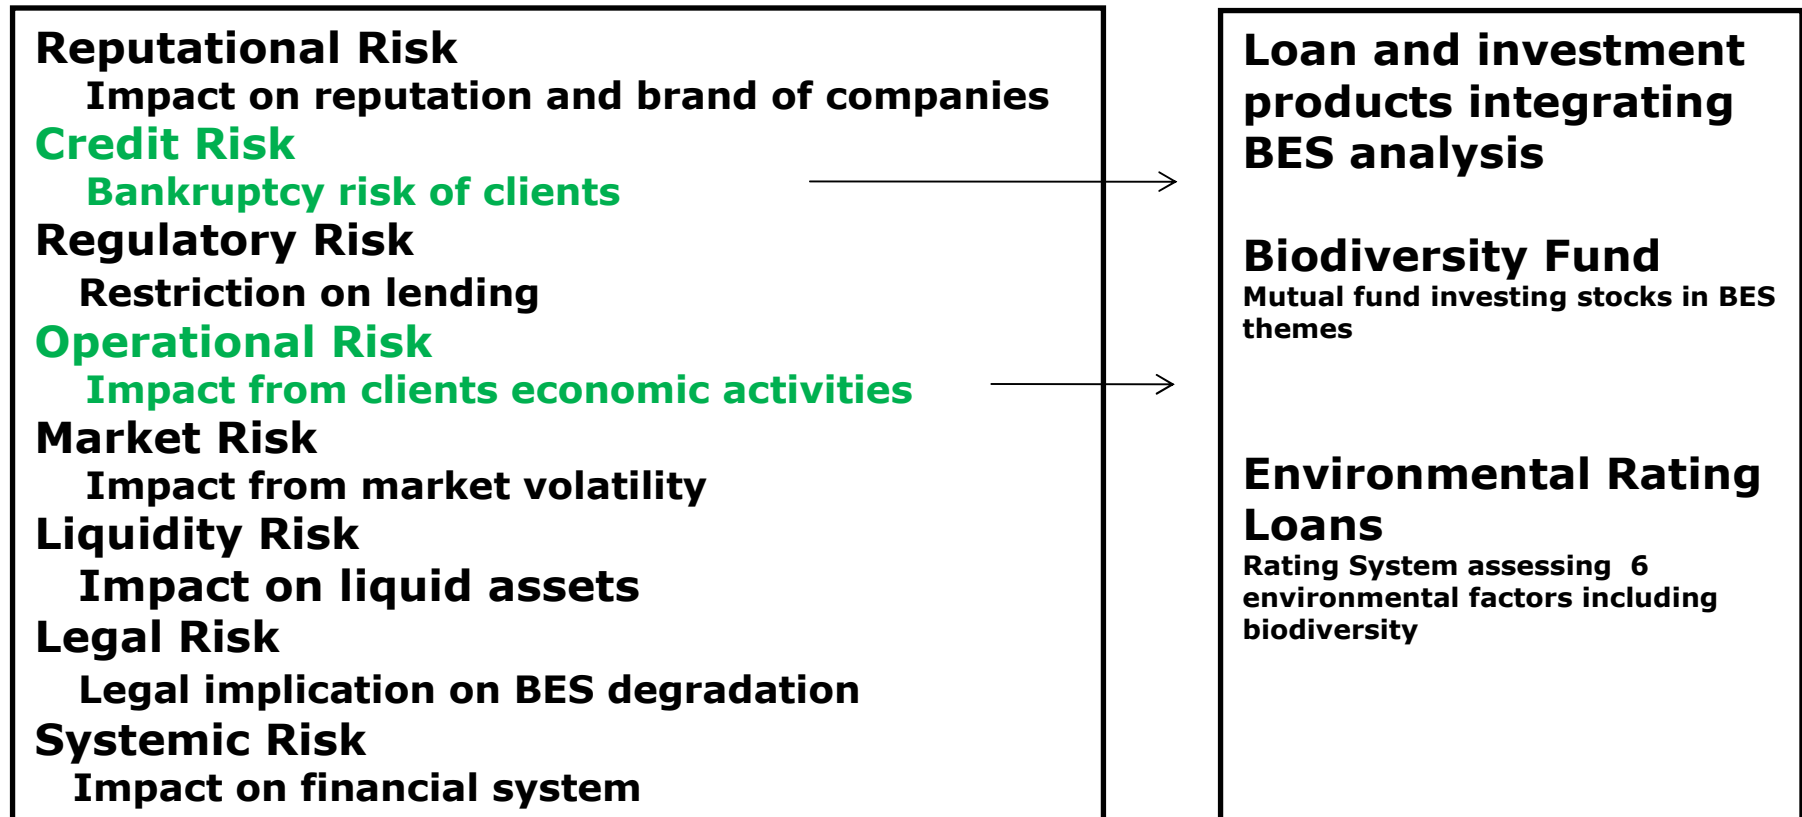 Reputational Risk
Impact on reputation and brand of companies
Credit Risk
Bankruptcy risk of clients
Regulatory Risk
Restriction on lending
Operational Risk
Impact from clients economic activities
Market Risk
Impact from market volatility
Liquidity Risk
Impact on liquid assets
Legal Risk
Legal implication on BES degradation
Systemic Risk
Impact on financial system
Loan and investment
products integrating
BES analysis
Biodiversity Fund
Mutual fund investing stocks in BES
themes
Environmental Rating
Loans
Rating System assessing 6
environmental factors including
biodiversity